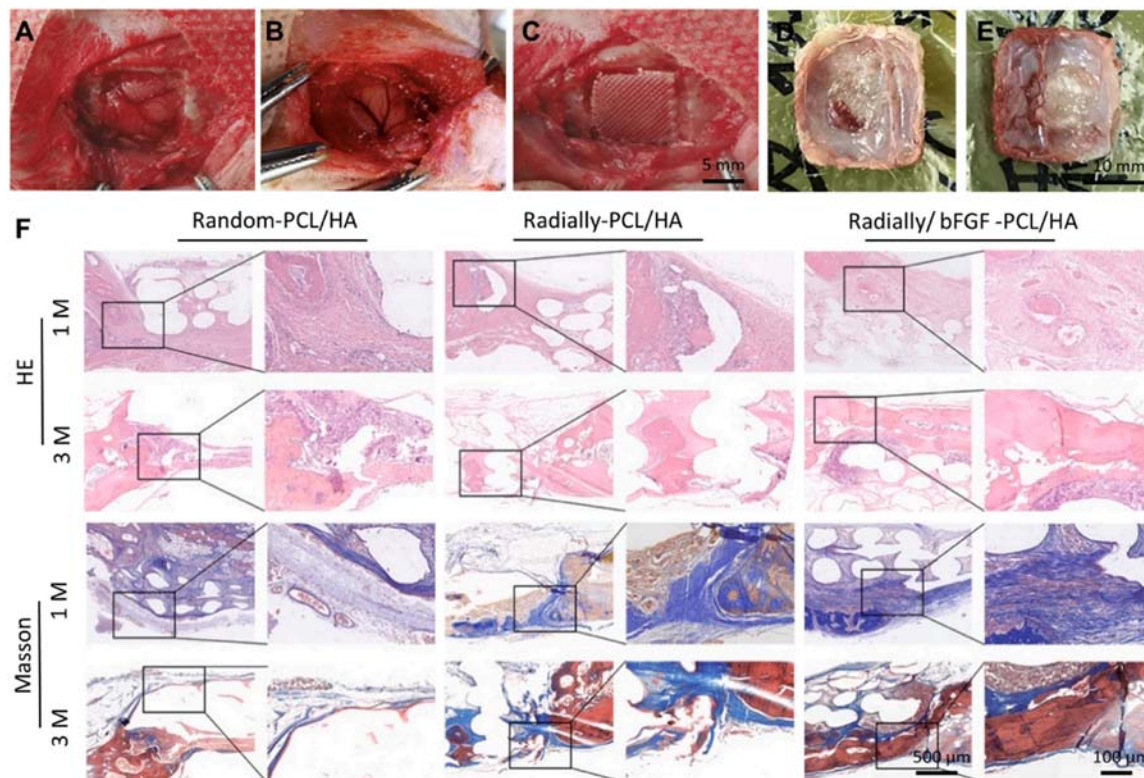 A
B
C
D
E
5 mm
10 mm
F
Random-PCL/HA
Radially-PCL/HA
Radially/ bFGF -PCL/HA
HE
1 M
3 M
Masson
1 M
3 M
500 µm
100 µm